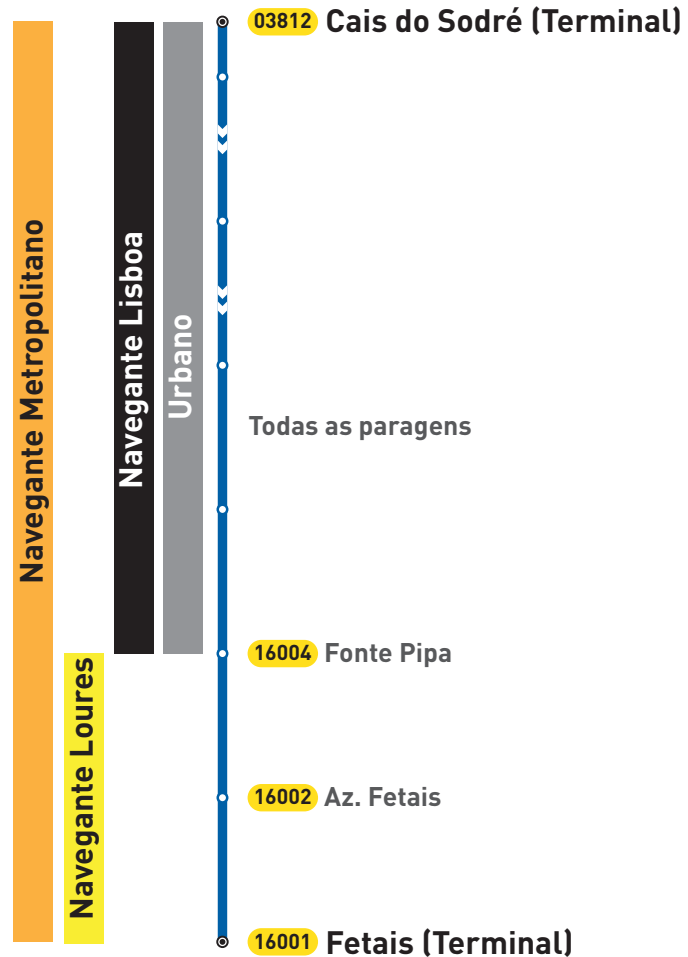 03812 Cais do Sodré (Terminal)
Navegante Metropolitano
Navegante Lisboa
Urbano
Todas as paragens
16004 Fonte Pipa
Navegante Loures
16002 Az. Fetais
16001 Fetais (Terminal)